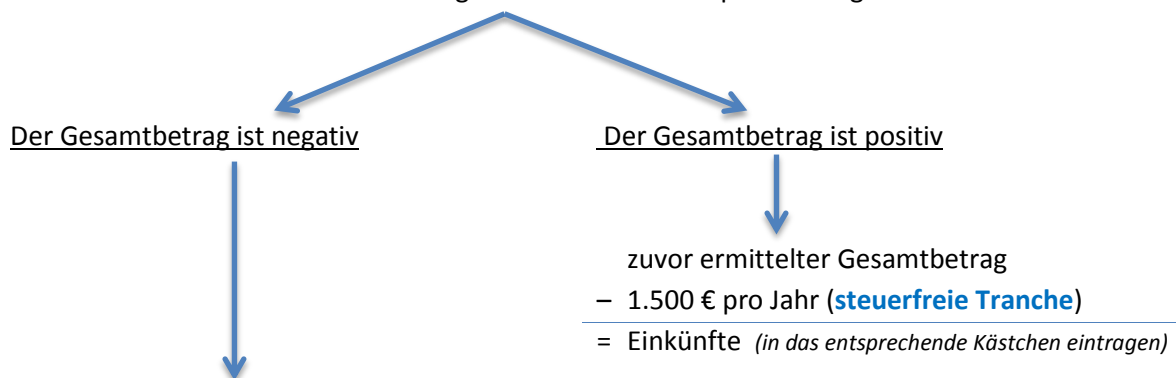 Der Gesamtbetrag ist negativ
Der Gesamtbetrag ist positiv
zuvor ermittelter Gesamtbetrag
– 1.500 € pro Jahr (steuerfreie Tranche)
= Einkünfte (in das entsprechende Kästchen eintragen)